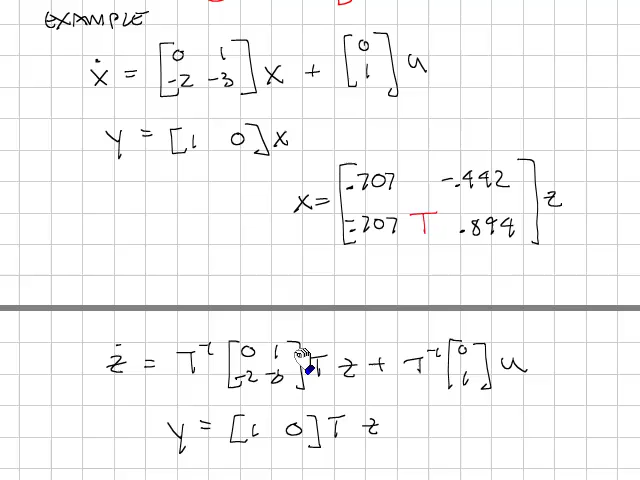 EXAMPLE
ẋ = [0 1; -2 -3] x + [0; 1] u
y = [1 0] x
x = [.707 -.442; -.707 .894] z
T
ż = T⁻¹ [0 1; -2 -3] T z + T⁻¹ [0; 1] u
y = [1 0] T z